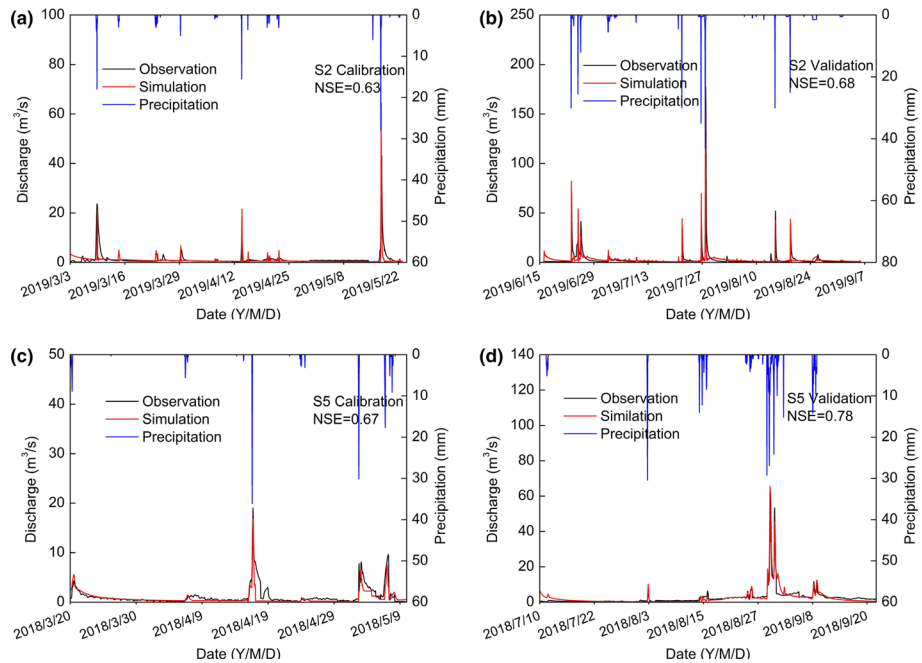 (a)
100
80
60
40
20
0
0
10
20
30
40
50
60
Discharge (m³/s)
Precipitation (mm)
Observation
Simulation
Precipitation
S2 Calibration
NSE=0.63
2019/3/3
2019/3/16
2019/3/29
2019/4/12
2019/4/25
2019/5/8
2019/5/22
Date (Y/M/D)
(b)
250
200
150
100
50
0
0
20
40
60
80
Discharge (m³/s)
Precipitation (mm)
Observation
Simulation
Precipitation
S2 Validation
NSE=0.68
2019/6/15
2019/6/29
2019/7/13
2019/7/27
2019/8/10
2019/8/24
2019/9/7
Date (Y/M/D)
(c)
50
40
30
20
10
0
0
10
20
30
40
50
60
Discharge (m³/s)
Precipitation (mm)
Observation
Simulation
Precipitation
S5 Calibration
NSE=0.67
2018/3/20
2018/3/30
2018/4/9
2018/4/19
2018/4/29
2018/5/9
Date (Y/M/D)
(d)
140
120
100
80
60
40
20
0
0
10
20
30
40
50
60
Discharge (m³/s)
Precipitation (mm)
Observation
Similation
Precipitation
S5 Validation
NSE=0.78
2018/7/10
2018/7/22
2018/8/3
2018/8/15
2018/8/27
2018/9/8
2018/9/20
Date (Y/M/D)